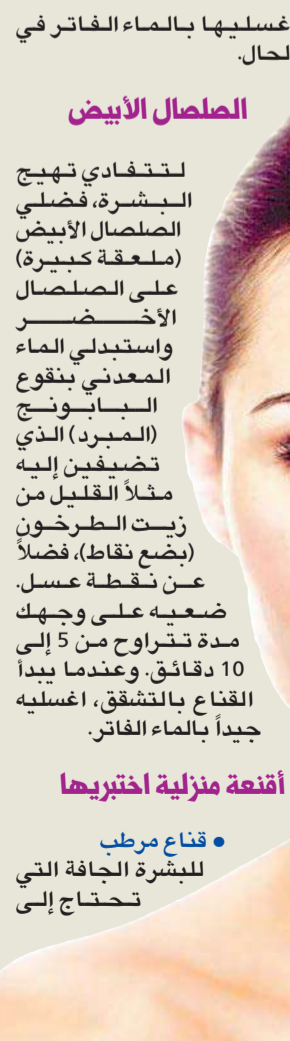 غسليها بالماء الفاتر في
لحال.
الصلصال الأبيض
لتتفادي تهيج
البشرة، فضلي
الصلصال الأبيض
(ملعقة كبيرة)
على الصلصال
الأخضر
واستبدلي الماء
المعدني بنقوع
البابونج
(المبرد) الذي
تضيفين إليه
مثلاً القليل من
زيت الطرخون
(بضع نقاط)، فضلاً
عن نقطة عسل.
ضعيه على وجهك
مدة تتراوح من 5 إلى
10 دقائق. وعندما يبدأ
القناع بالتشقق، اغسليه
جيداً بالماء الفاتر.
أقنعة منزلية اختبريها
• قناع مرطب
للبشرة الجافة التي
تحتاج إلى